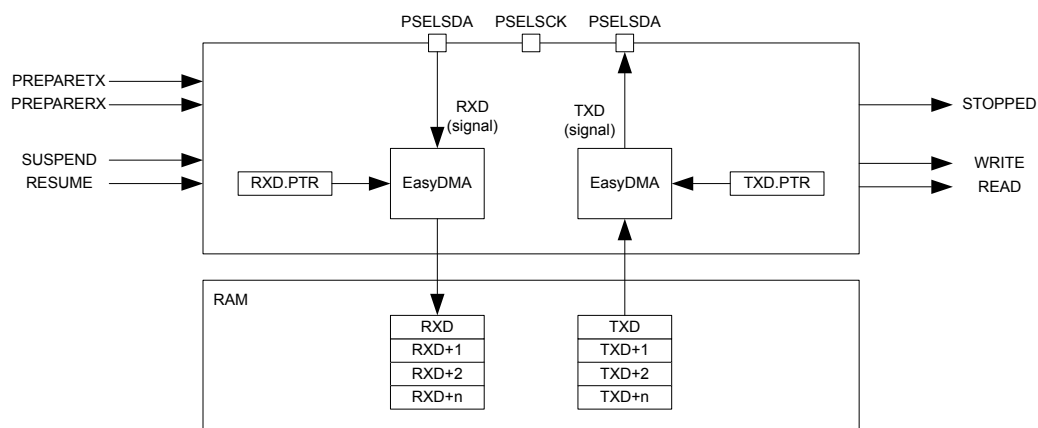 PSELSDA PSELSCK PSELSDA
PREPARETX
PREPARERX
STOPPED
RXD
(signal)
TXD
(signal)
SUSPEND
RESUME
WRITE
READ
RXD.PTR
EasyDMA
EasyDMA
TXD.PTR
RAM
RXD
RXD+1
RXD+2
RXD+n
TXD
TXD+1
TXD+2
TXD+n